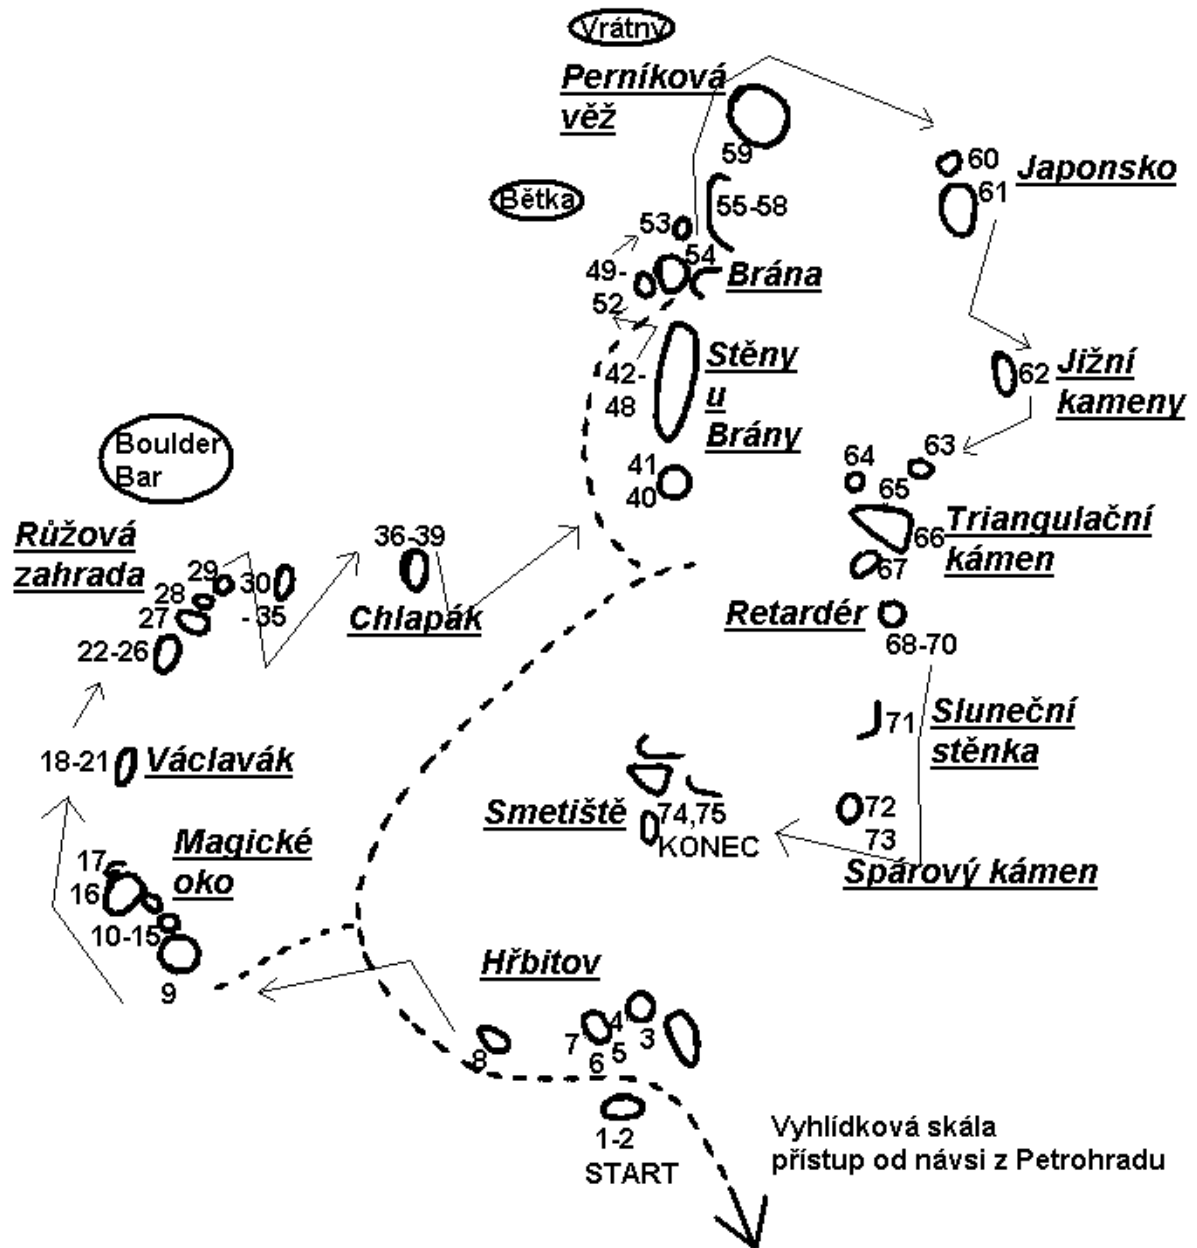 Vrátný
Perníková
věž
59
60
Japonsko
61
Bětka
55-58
53
54
49-
52
Brána
42-
48
Stěny
u
Brány
62
Jižní
kameny
41
40
63
64
65
66
67
Triangulační
kámen
Boulder
Bar
Růžová
zahrada
36-39
Chlapák
29
30
- 35
28
27
22-26
Retardér
68-70
71
Sluneční
stěnka
18-21
Václavák
Smetiště
74,75
KONEC
72
73
Spárový kámen
Magické
oko
17
16
10-15
9
Hřbitov
8
7
6
5
4
3
1-2
START
Vyhlídková skála
přístup od návsi z Petrohradu